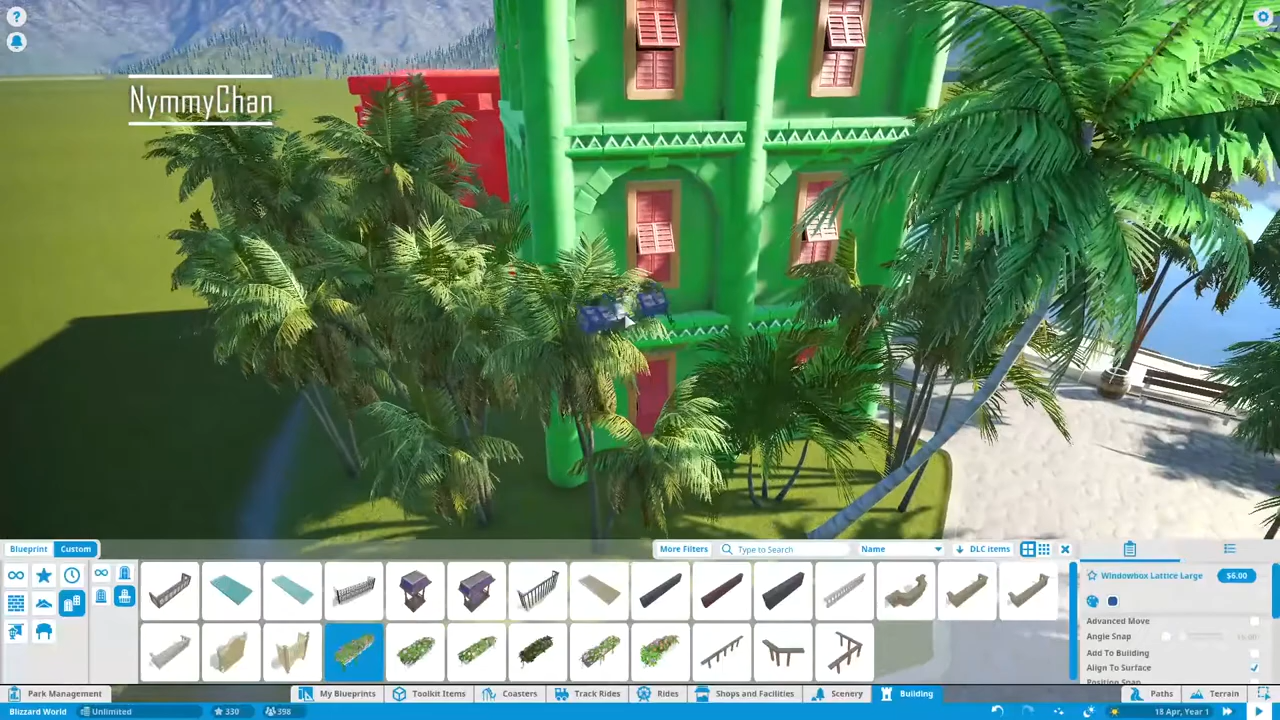 NymmyChan
Blueprint Custom
More Filters Type to Search Name DLC items
Windowbox Lattice Large $6.00
Advanced Move
Angle Snap
Add To Building
Align To Surface
Park Management My Blueprints Toolkit Items Coasters Track Rides Rides Shops and Facilities Scenery Building Paths Terrain
Blizzard World Unlimited 330 398 18 Apr, Year 1